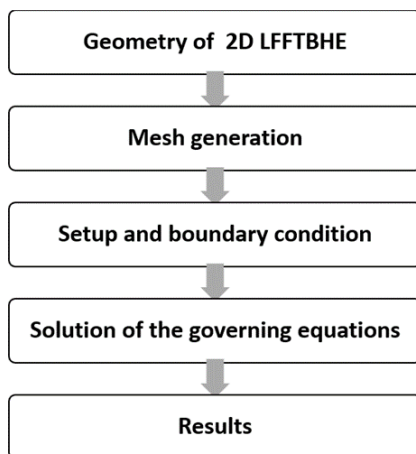 Geometry of 2D LFFTBHE
Mesh generation
Setup and boundary condition
Solution of the governing equations
Results